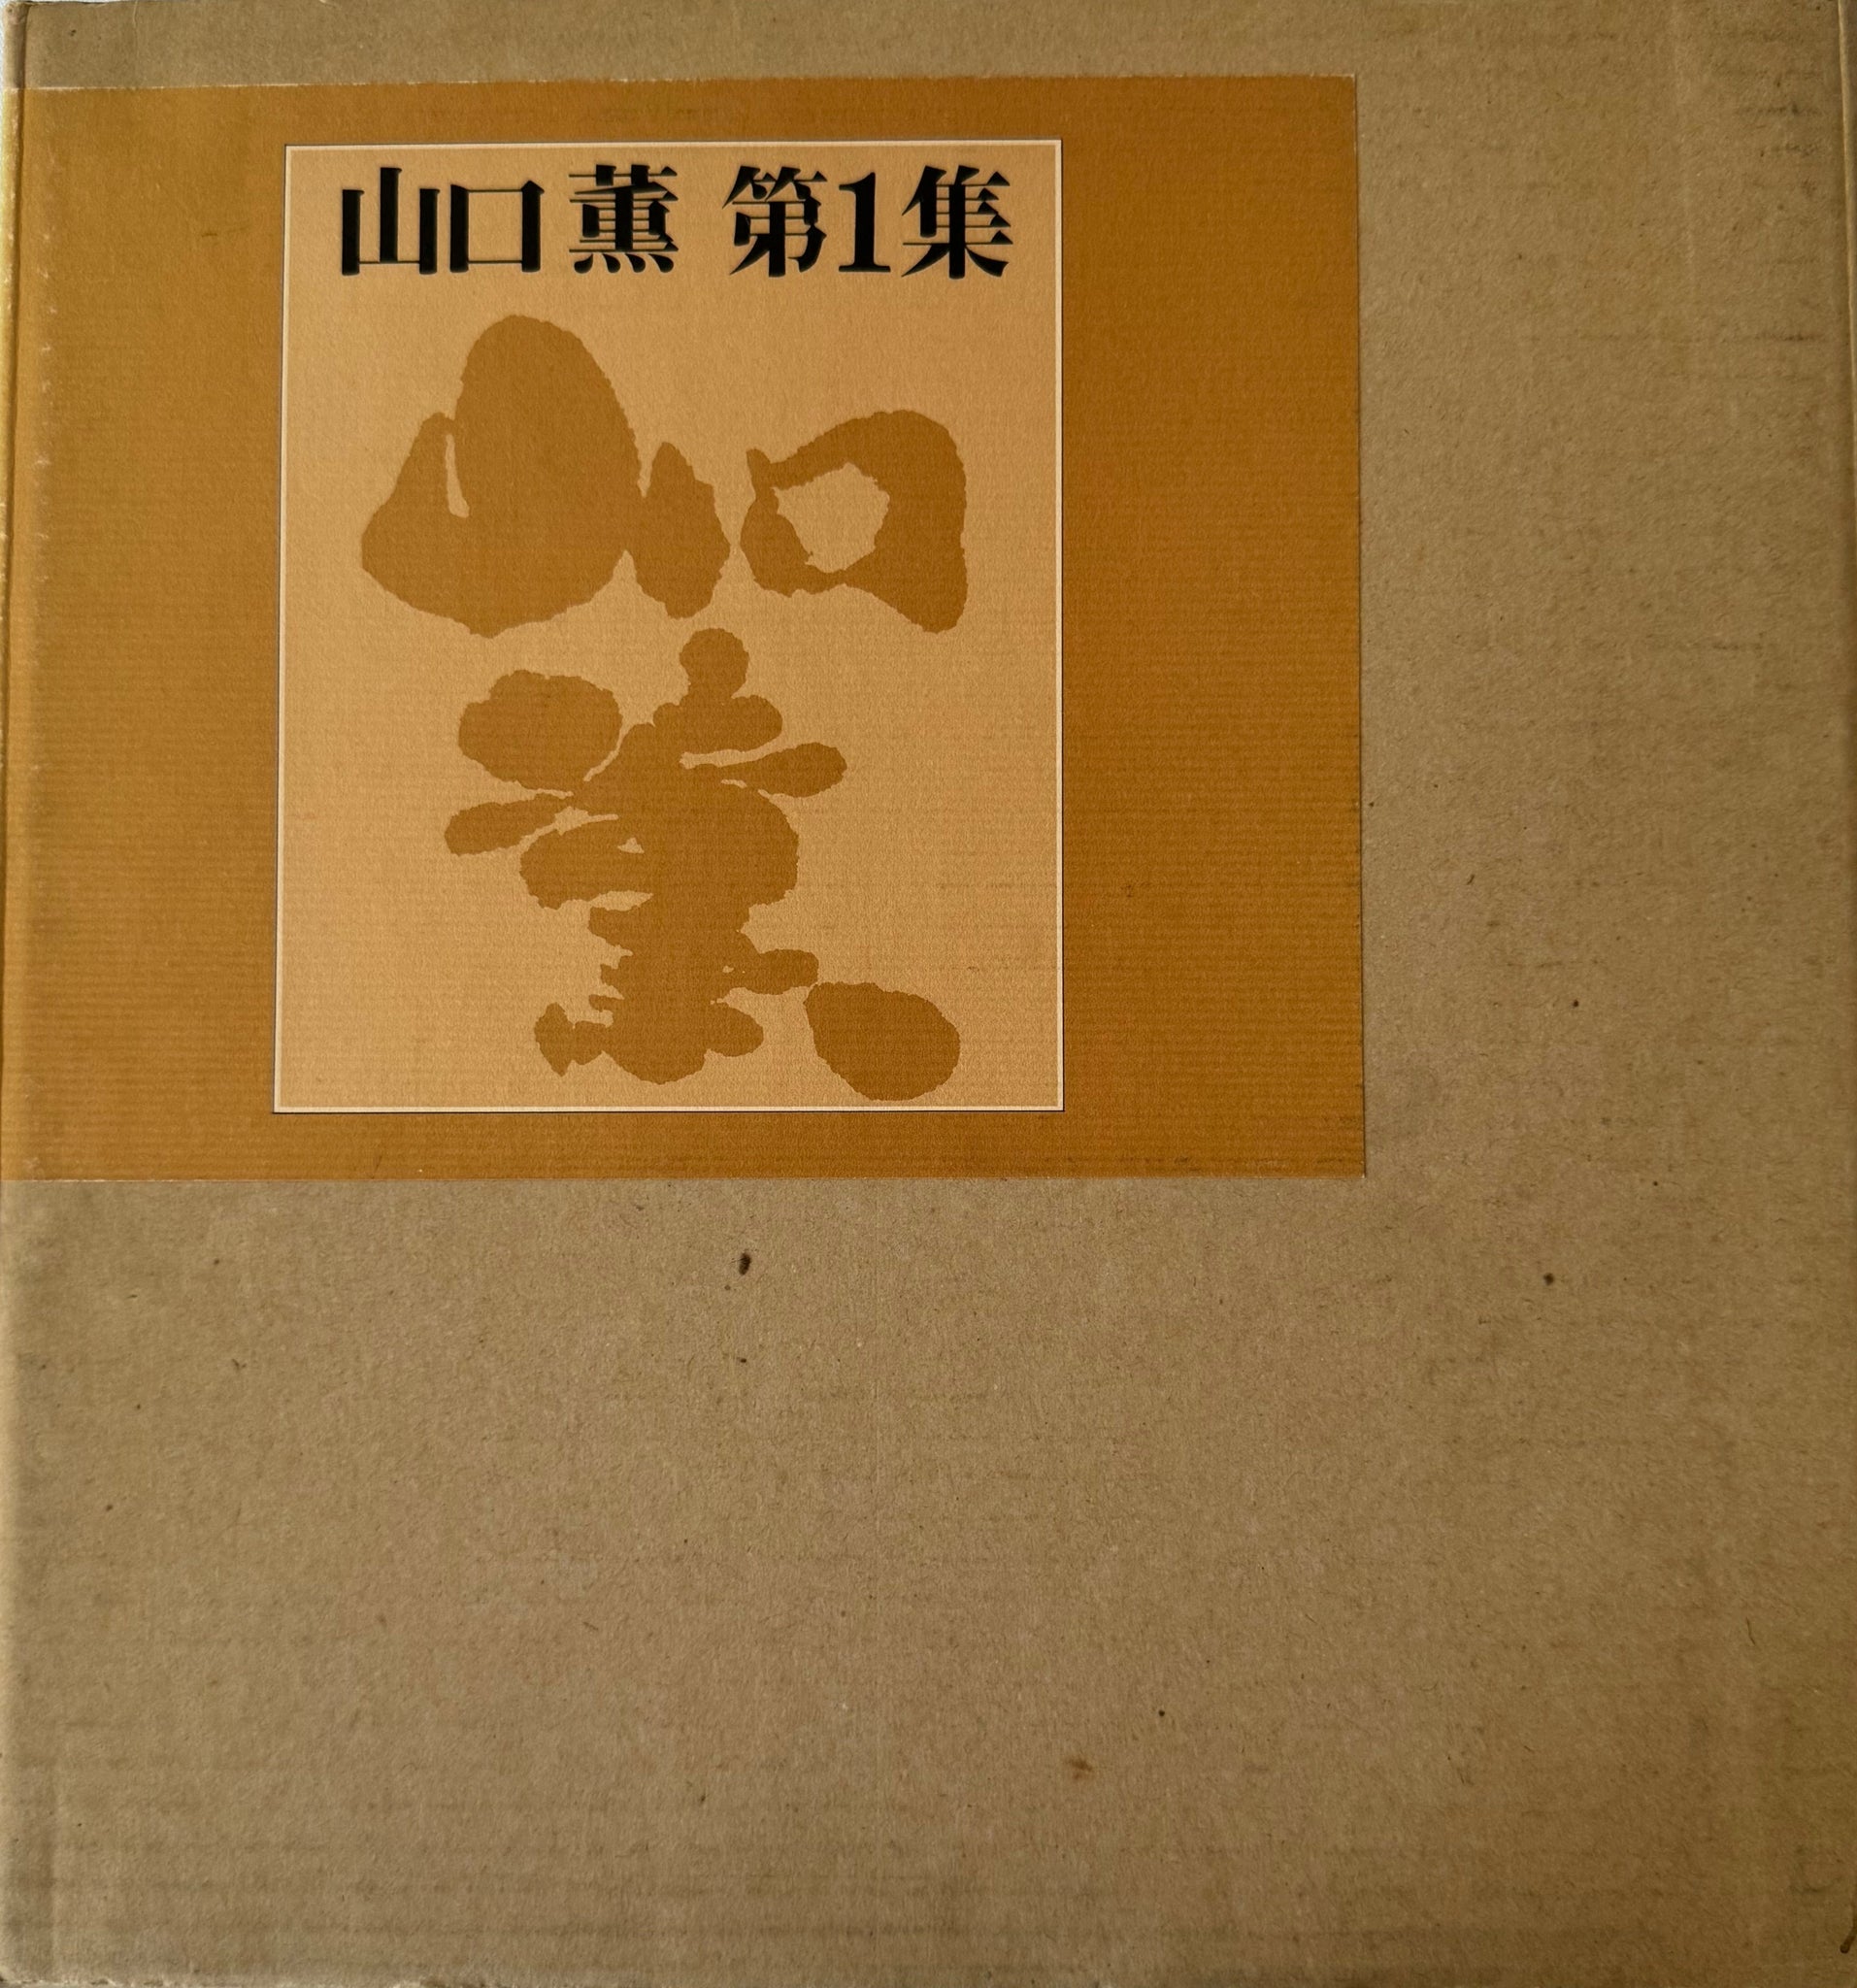 山口 薫 第1集
山口
薫